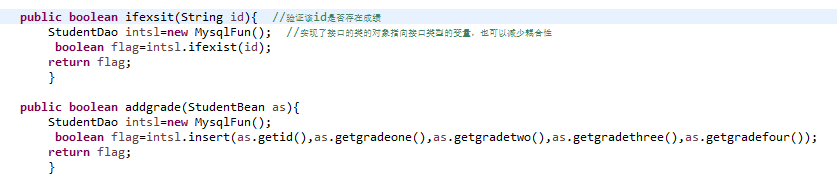 public boolean ifexsit(String id){  //验证该id是否存在成绩
StudentDao intsl=new MysqlFun();  //实现了接口的类的对象指向接口类型的变量，也可以减少耦合性
boolean flag=intsl.ifexist(id);
return flag;
}
public boolean addgrade(StudentBean as){
StudentDao intsl=new MysqlFun();
boolean flag=intsl.insert(as.getid(),as.getgradeone(),as.getgradetwo(),as.getgradethree(),as.getgradefour());
return flag;
}